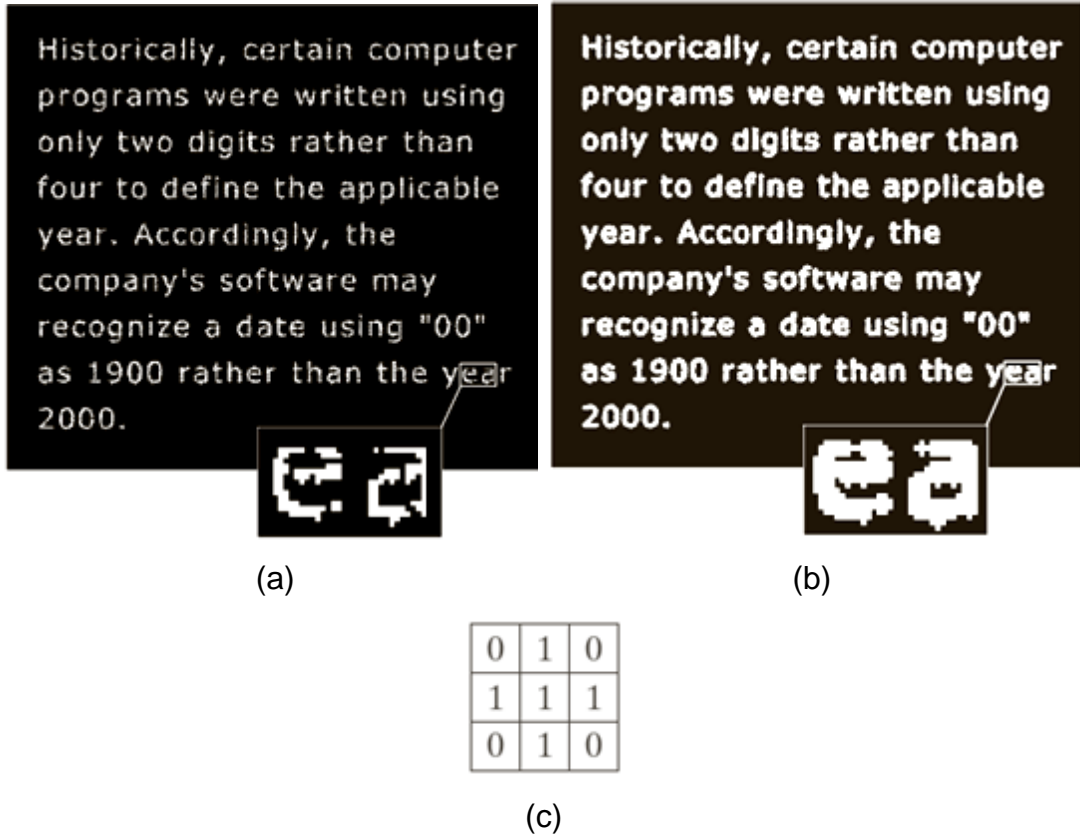 Historically, certain computer
programs were written using
only two digits rather than
four to define the applicable
year. Accordingly, the
company's software may
recognize a date using "00"
as 1900 rather than the year
2000.
ea
(a)
Historically, certain computer
programs were written using
only two digits rather than
four to define the applicable
year. Accordingly, the
company's software may
recognize a date using "00"
as 1900 rather than the year
2000.
ea
(b)
0 1 0
1 1 1
0 1 0
(c)